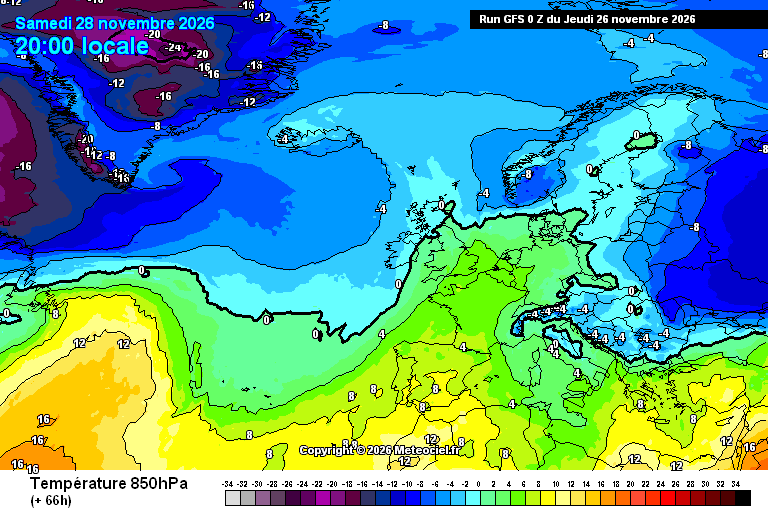 Samedi 28 novembre 2026
20:00 locale
Run GFS 0 Z du Jeudi 26 novembre 2026
Copyright © 2026 Meteociel.fr
Température 850hPa
(+ 66h)
-34 -32 -30 -28 -26 -24 -22 -20 -18 -16 -14 -12 -10 -8 -6 -4 -2 0 2 4 6 8 10 12 14 16 18 20 22 24 26 28 30 32 34